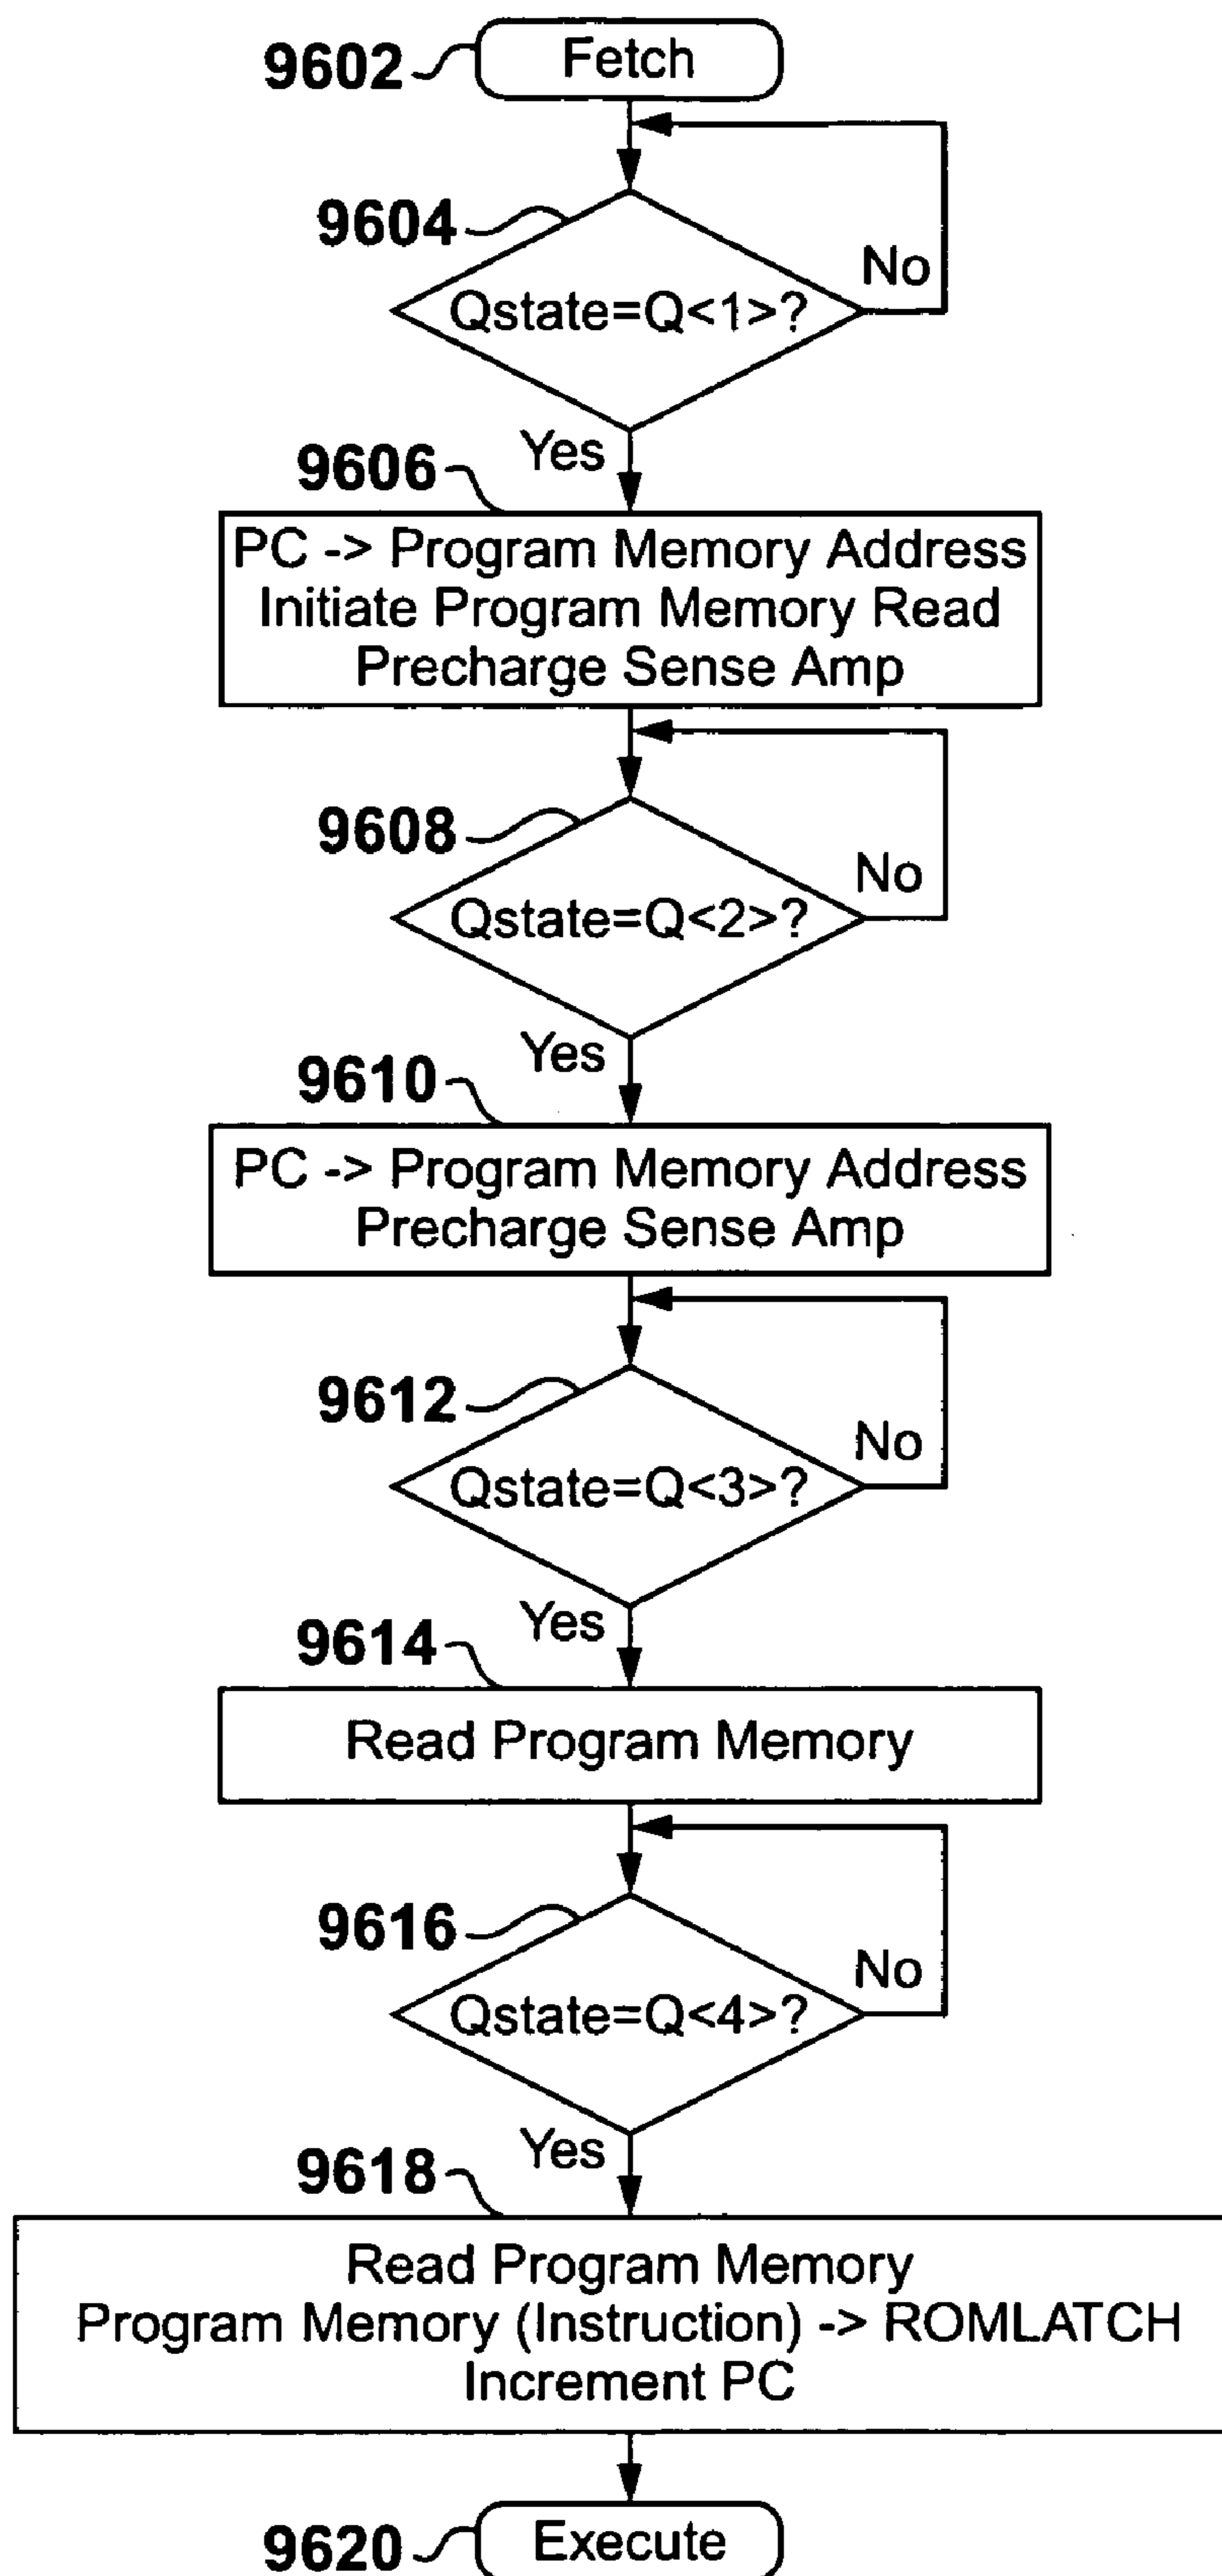 9602
Fetch
9604
No
Qstate=Q<1>?
Yes
9606
PC -> Program Memory Address
Initiate Program Memory Read
Precharge Sense Amp
9608
No
Qstate=Q<2>?
Yes
9610
PC -> Program Memory Address
Precharge Sense Amp
9612
No
Qstate=Q<3>?
Yes
9614
Read Program Memory
9616
No
Qstate=Q<4>?
Yes
9618
Read Program Memory
Program Memory (Instruction) -> ROMLATCH
Increment PC
9620
Execute